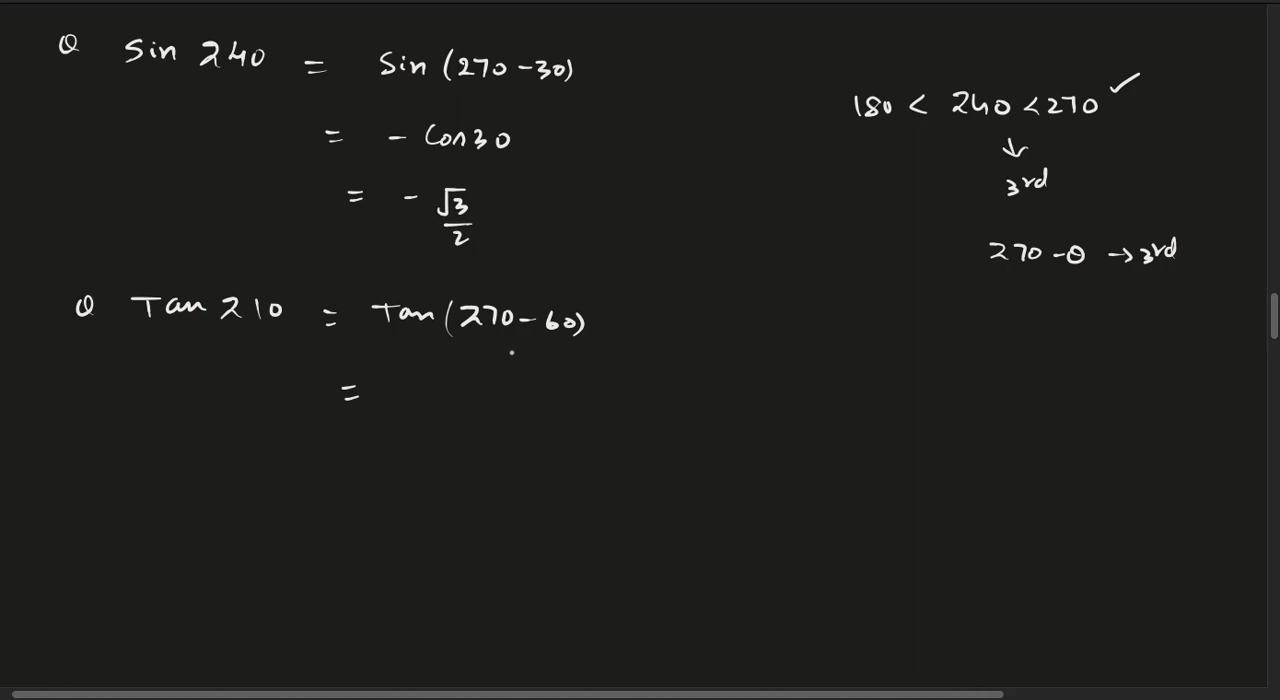 Q Sin 240 = Sin (270-30)
= - Cos 30
= - √3/2
180 < 240 < 270 ✓
↓
3rd
270 - θ → 3rd
Q Tan 210 = Tan (270-60)
=